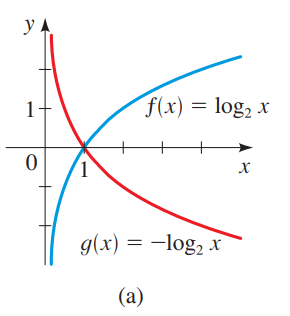 y
1
f(x) = log₂ x
0
1
x
g(x) = −log₂ x
(a)